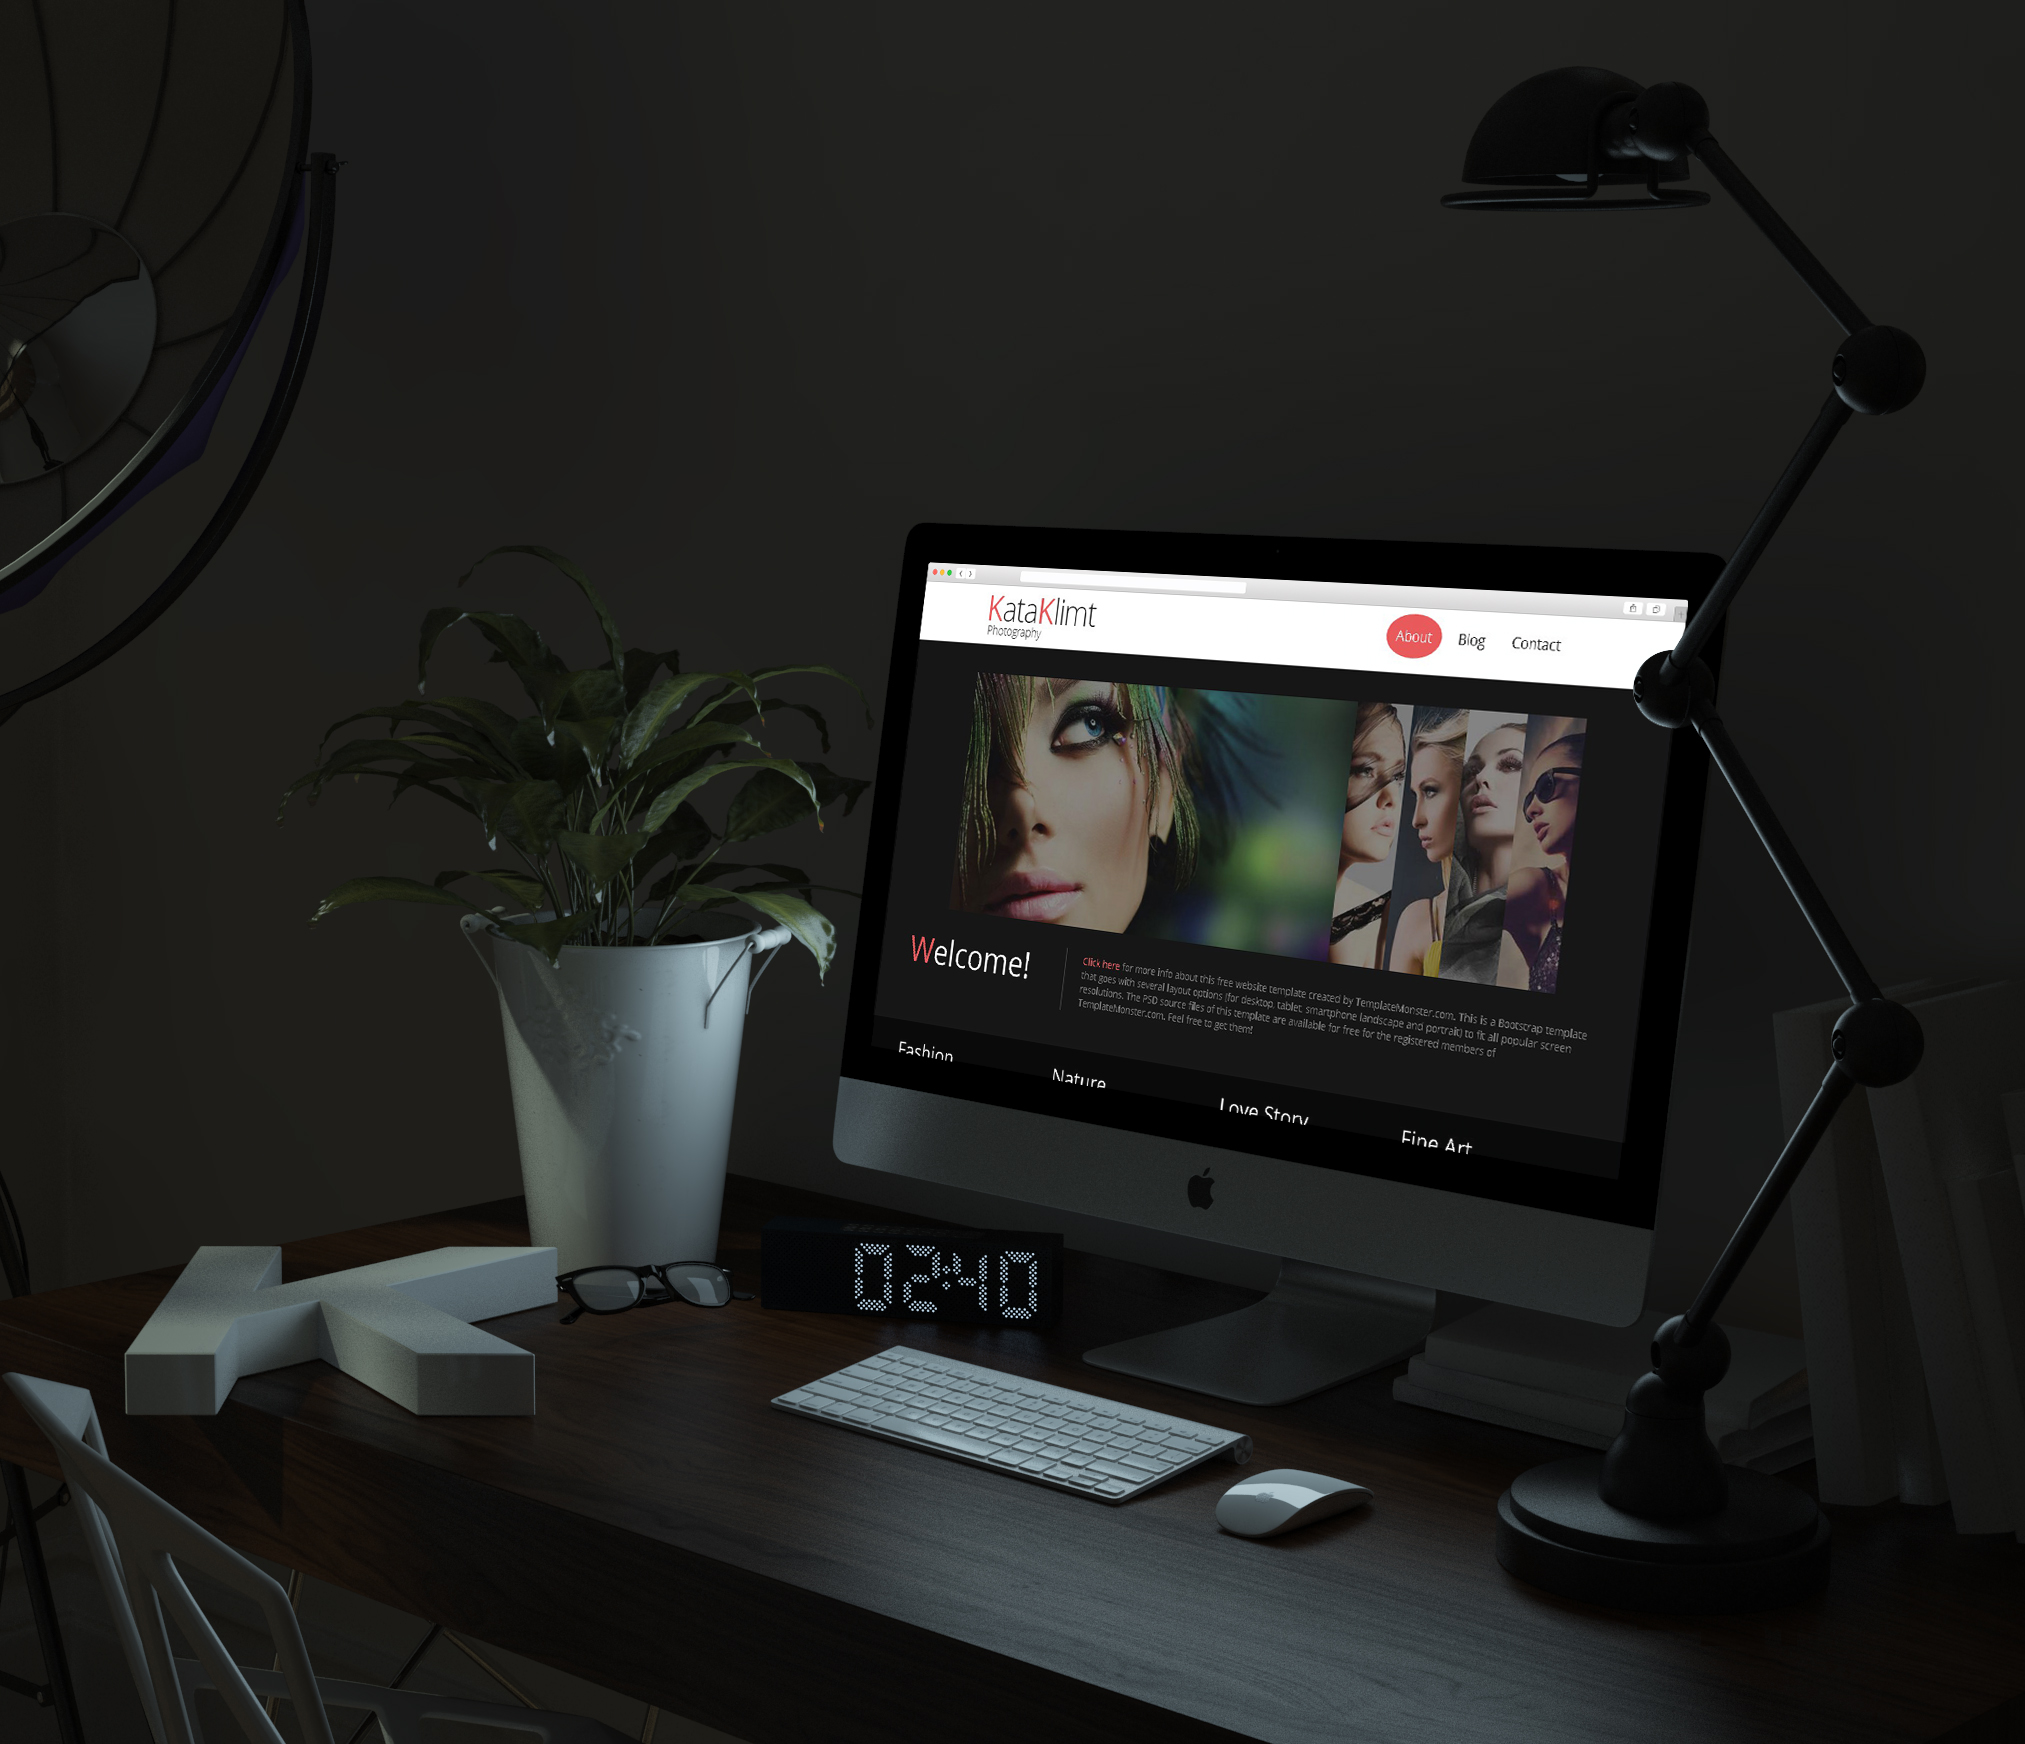 KataKlimt
Photography
About Blog Contact
Welcome!
Click here for more info about this free website template created by TemplateMonster.com. This is a Bootstrap template
that goes with several layout options (for desktop, tablet, smartphone landscape and portrait) to fit all popular screen
resolutions. The PSD source files of this template are available for free for the registered members of
TemplateMonster.com. Feel free to get them!
Fashion
Nature
Love Story
Fine Art
02:40
K